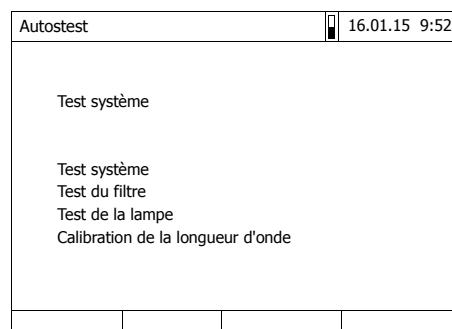 Autostest 16.01.15 9:52
Test système
Test système
Test du filtre
Test de la lampe
Calibration de la longueur d'onde